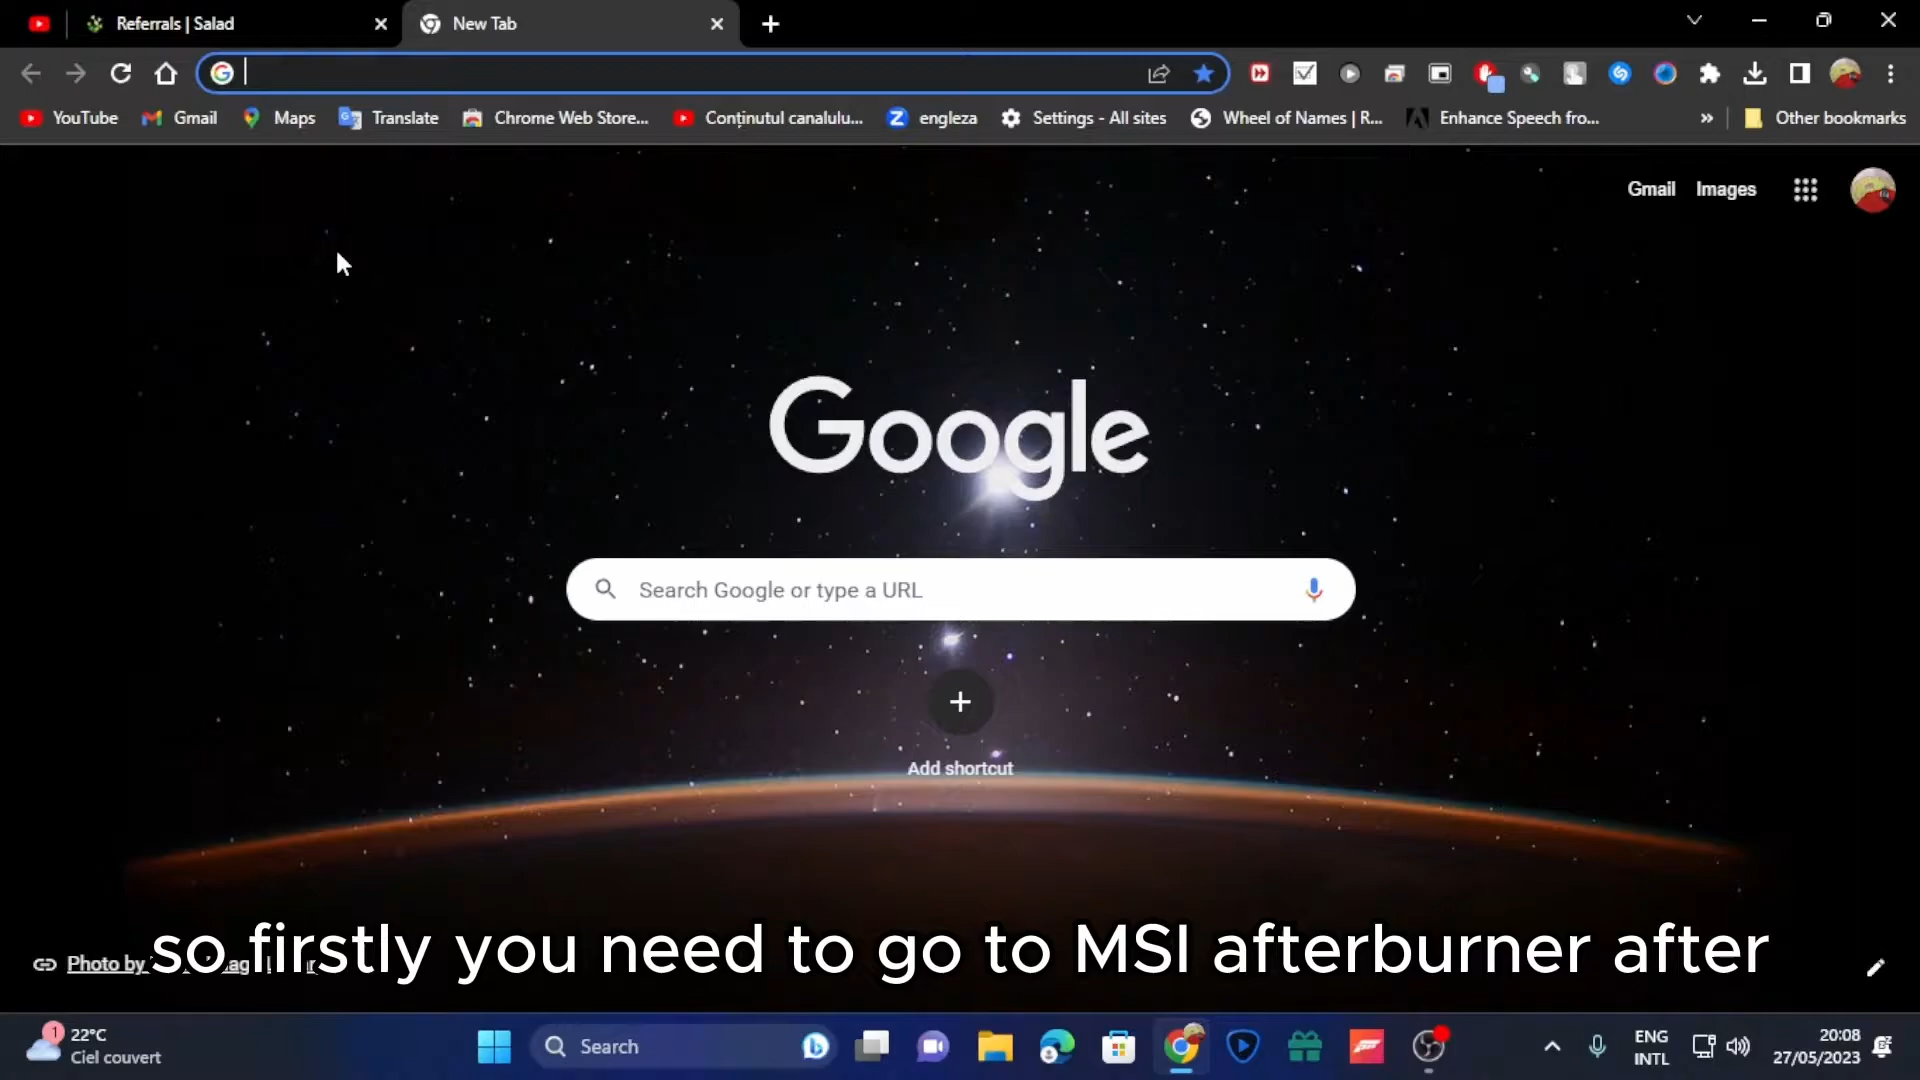 Referrals | Salad
New Tab
YouTube
Gmail
Maps
Translate
Chrome Web Store...
Conținutul canalulu...
engleza
Settings - All sites
Wheel of Names | R...
Enhance Speech fro...
Other bookmarks
Gmail
Images
Google
Search Google or type a URL
Add shortcut
Photo by
so firstly you need to go to MSI afterburner after
1
22°C
Ciel couvert
Search
ENG
INTL
20:08
27/05/2023